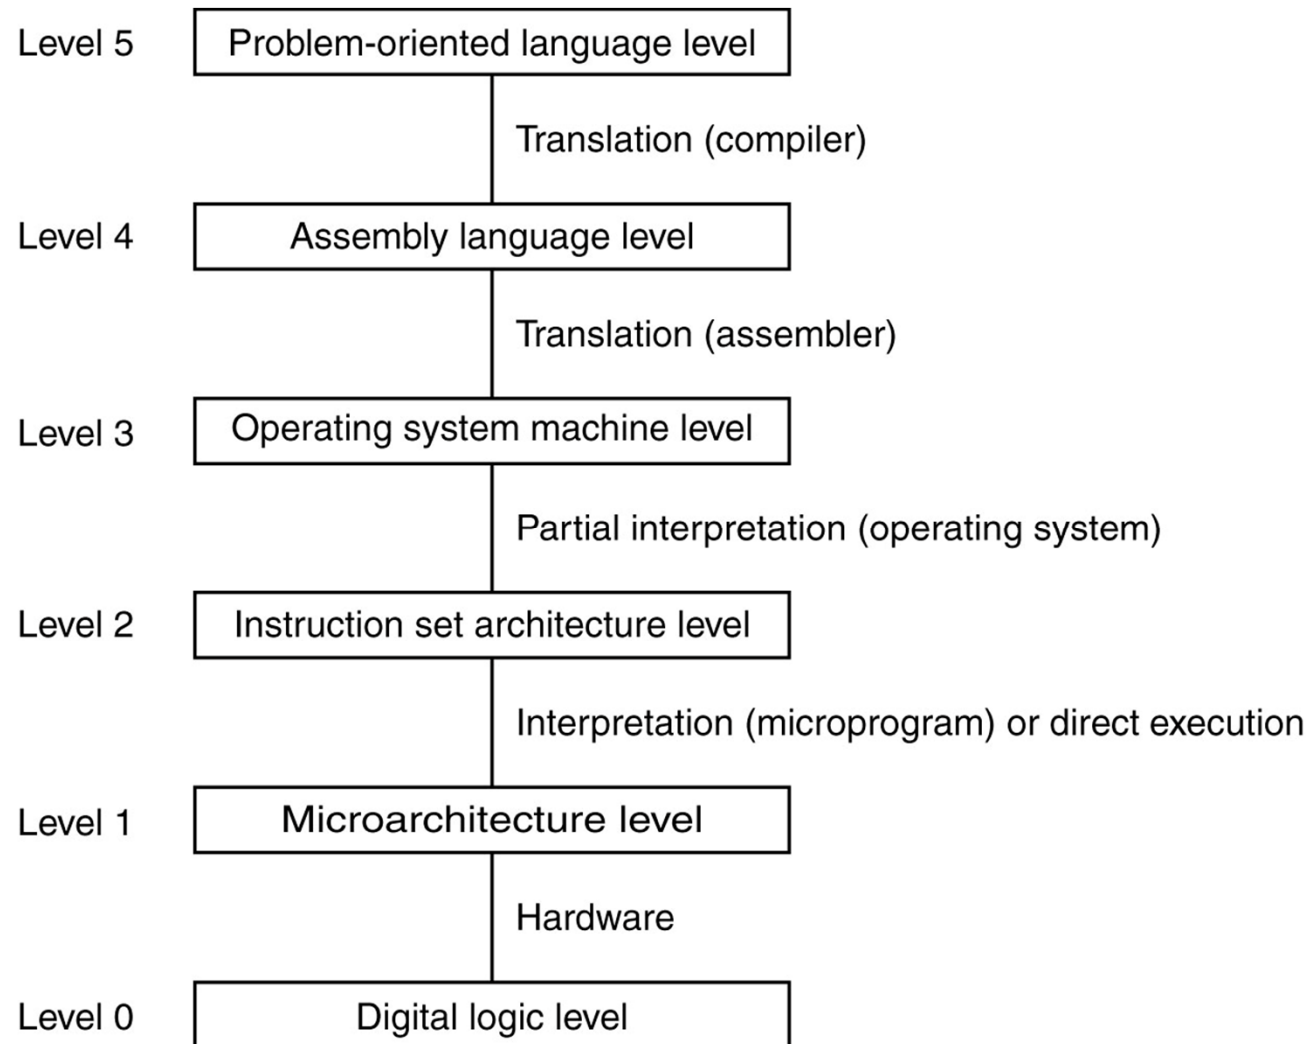 Level 5 Problem-oriented language level
Translation (compiler)
Level 4 Assembly language level
Translation (assembler)
Level 3 Operating system machine level
Partial interpretation (operating system)
Level 2 Instruction set architecture level
Interpretation (microprogram) or direct execution
Level 1 Microarchitecture level
Hardware
Level 0 Digital logic level